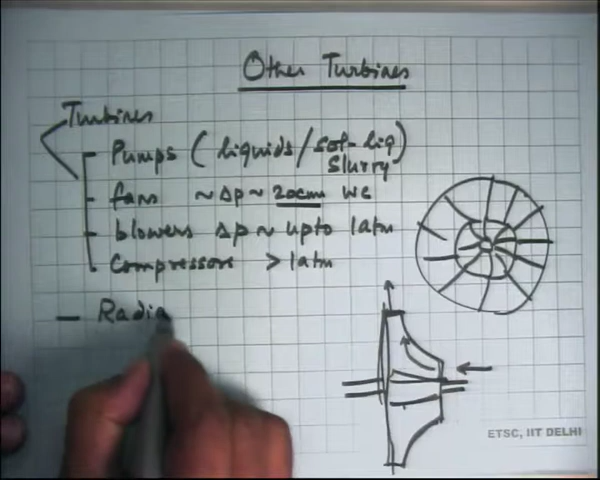 Other Turbines
Turbines
- Pumps (liquids/sol-liq
slurry)
- fans ~ Δp ~ 20cm WC
- blowers Δp ~ upto 1atm
- Compressors > 1atm
- Radia
ETSC, IIT DELHI